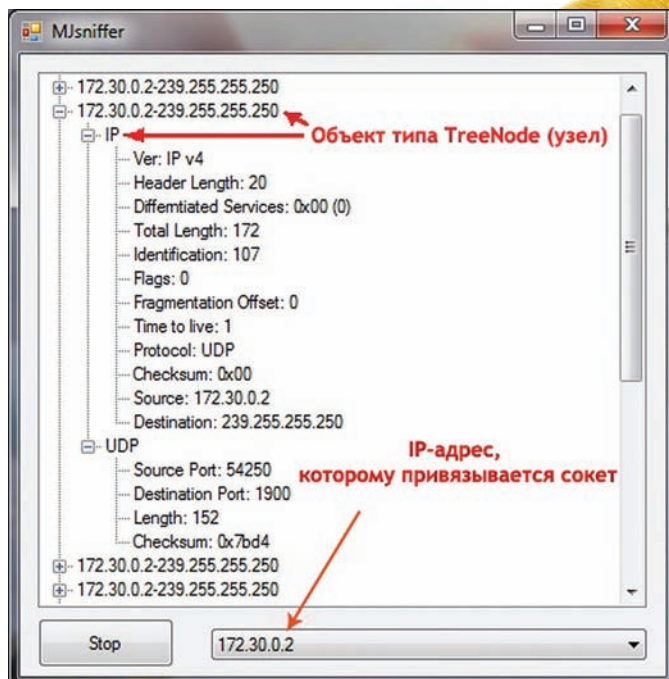 MJsniffer
172.30.0.2-239.255.255.250
172.30.0.2-239.255.255.250
Объект типа TreeNode (узел)
IP
Ver: IP v4
Header Length: 20
Differntiated Services: 0x00 (0)
Total Length: 172
Identification: 107
Flags: 0
Fragmentation Offset: 0
Time to live: 1
Protocol: UDP
Checksum: 0x00
Source: 172.30.0.2
Destination: 239.255.255.250
UDP
IP-адрес,
которому привязывается сокет
Source Port: 54250
Destination Port: 1900
Length: 152
Checksum: 0x7bd4
172.30.0.2-239.255.255.250
172.30.0.2-239.255.255.250
Stop
172.30.0.2